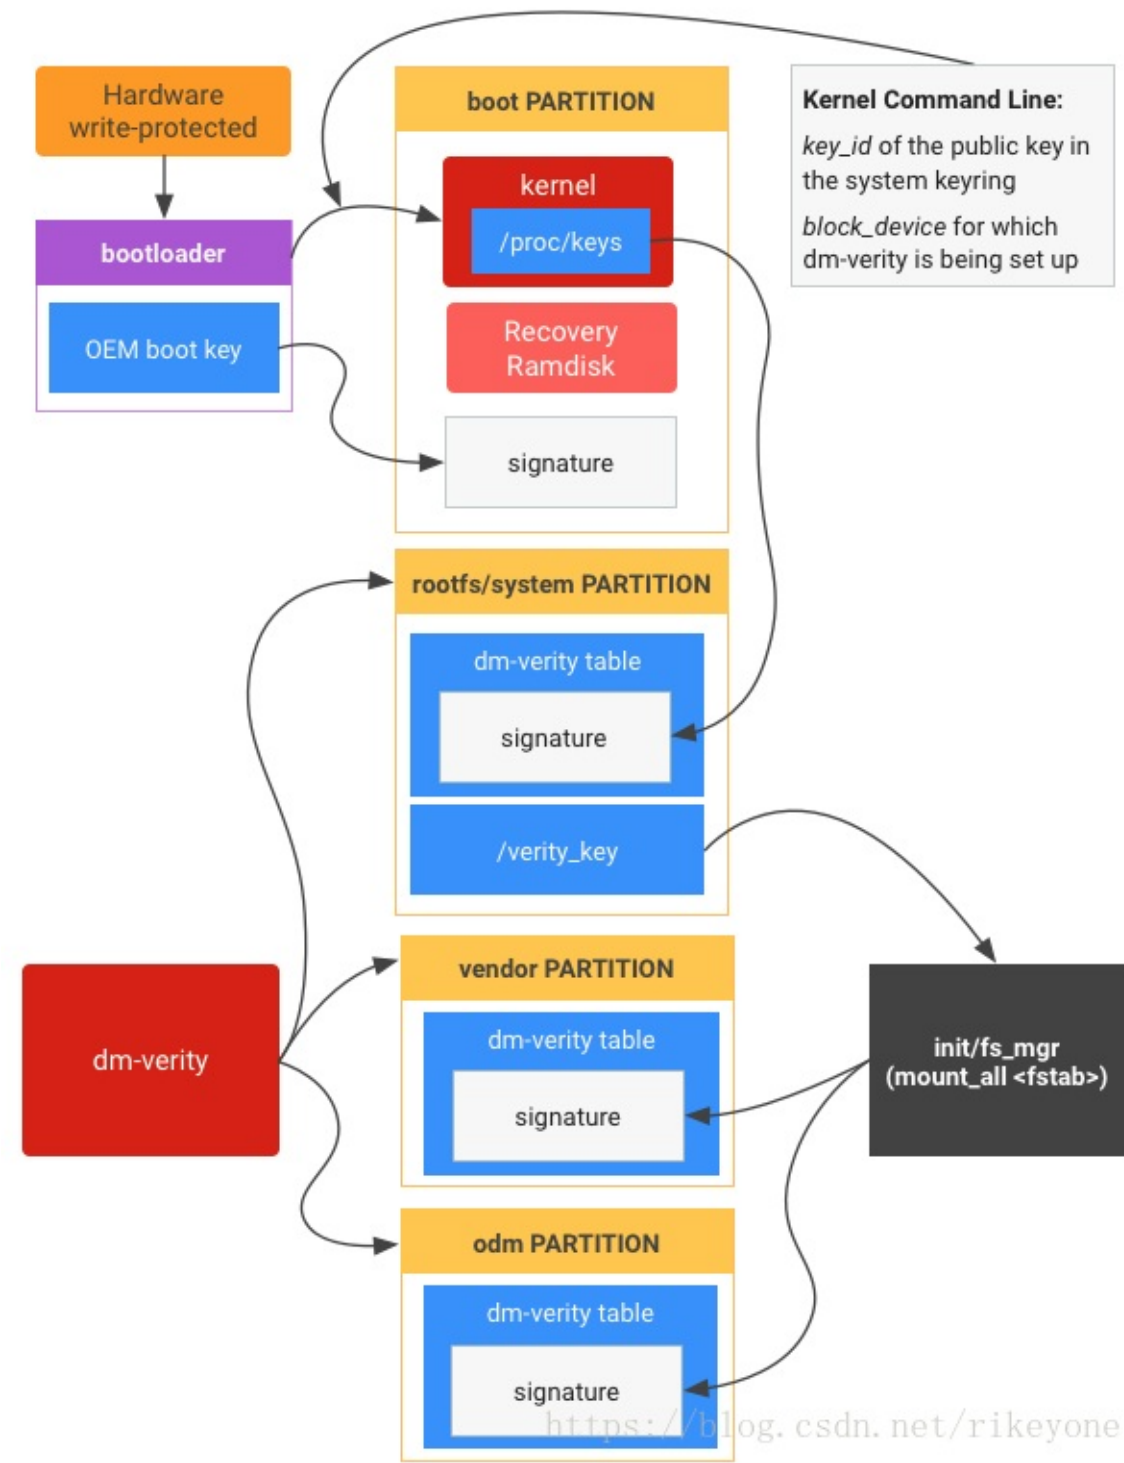 Hardware
write-protected
bootloader
OEM boot key
boot PARTITION
kernel
/proc/keys
Recovery
Ramdisk
signature
Kernel Command Line:
key_id of the public key in
the system keyring
block_device for which
dm-verity is being set up
rootfs/system PARTITION
dm-verity table
signature
/verity_key
dm-verity
vendor PARTITION
dm-verity table
signature
init/fs_mgr
(mount_all <fstab>)
odm PARTITION
dm-verity table
signature
https://blog.csdn.net/rikeyone